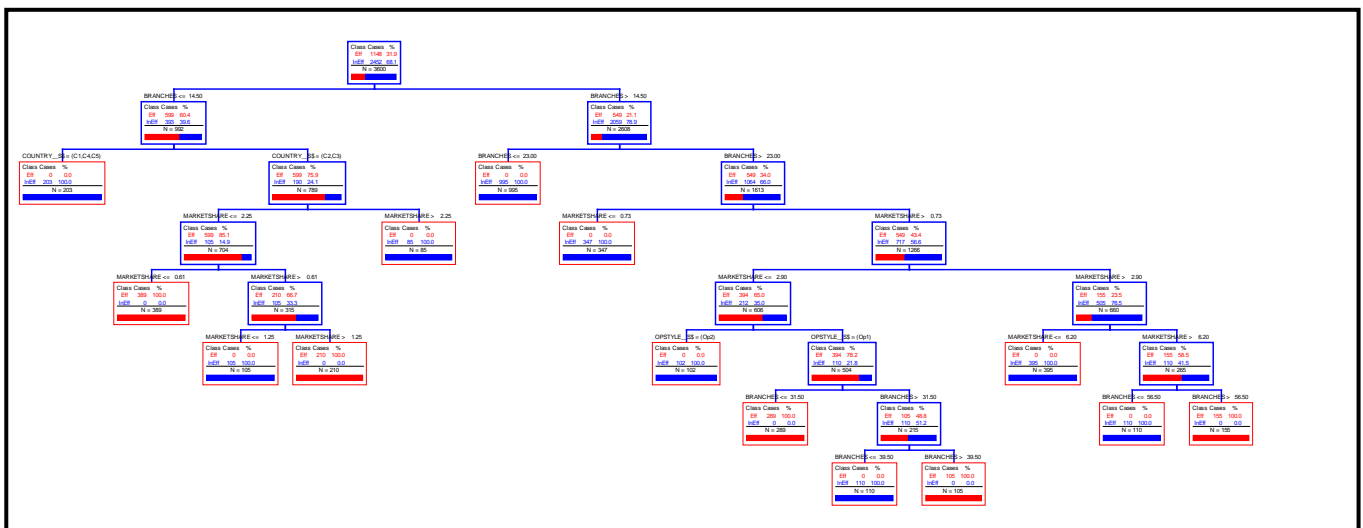 Class Cases %
Eff 1148 31.9
InEff 2452 68.1
N = 3600
BRANCHES <= 14.50
Class Cases %
Eff 599 60.4
InEff 393 39.6
N = 992
BRANCHES > 14.50
Class Cases %
Eff 549 21.1
InEff 2059 78.9
N = 2608
COUNTRY__S$ = (C1,C4,C5)
Class Cases %
Eff 0 0.0
InEff 203 100.0
N = 203
COUNTRY__S$ = (C2,C3)
Class Cases %
Eff 599 75.9
InEff 190 24.1
N = 789
BRANCHES <= 23.00
Class Cases %
Eff 0 0.0
InEff 995 100.0
N = 995
BRANCHES > 23.00
Class Cases %
Eff 549 34.0
InEff 1064 66.0
N = 1613
MARKETSHARE <= 2.25
Class Cases %
Eff 599 85.1
InEff 105 14.9
N = 704
MARKETSHARE > 2.25
Class Cases %
Eff 0 0.0
InEff 85 100.0
N = 85
MARKETSHARE <= 0.73
Class Cases %
Eff 0 0.0
InEff 347 100.0
N = 347
MARKETSHARE > 0.73
Class Cases %
Eff 549 43.4
InEff 717 56.6
N = 1266
MARKETSHARE <= 0.61
Class Cases %
Eff 389 100.0
InEff 0 0.0
N = 389
MARKETSHARE > 0.61
Class Cases %
Eff 210 66.7
InEff 105 33.3
N = 315
MARKETSHARE <= 2.90
Class Cases %
Eff 394 65.0
InEff 212 35.0
N = 606
MARKETSHARE > 2.90
Class Cases %
Eff 155 23.5
InEff 505 76.5
N = 660
MARKETSHARE <= 1.25
Class Cases %
Eff 0 0.0
InEff 105 100.0
N = 105
MARKETSHARE > 1.25
Class Cases %
Eff 210 100.0
InEff 0 0.0
N = 210
OPSTYLE__S$ = (Op2)
Class Cases %
Eff 0 0.0
InEff 102 100.0
N = 102
OPSTYLE__S$ = (Op1)
Class Cases %
Eff 394 78.2
InEff 110 21.8
N = 504
MARKETSHARE <= 6.20
Class Cases %
Eff 0 0.0
InEff 395 100.0
N = 395
MARKETSHARE > 6.20
Class Cases %
Eff 155 58.5
InEff 110 41.5
N = 265
BRANCHES <= 31.50
Class Cases %
Eff 289 100.0
InEff 0 0.0
N = 289
BRANCHES > 31.50
Class Cases %
Eff 105 48.8
InEff 110 51.2
N = 215
BRANCHES <= 56.50
Class Cases %
Eff 0 0.0
InEff 110 100.0
N = 110
BRANCHES > 56.50
Class Cases %
Eff 155 100.0
InEff 0 0.0
N = 155
BRANCHES <= 39.50
Class Cases %
Eff 0 0.0
InEff 110 100.0
N = 110
BRANCHES > 39.50
Class Cases %
Eff 105 100.0
InEff 0 0.0
N = 105